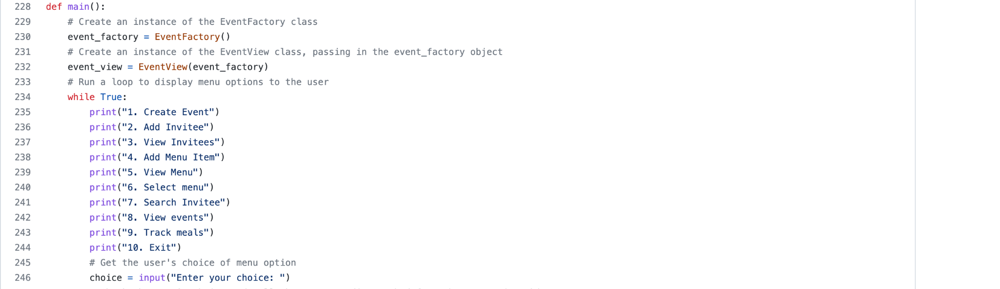 228 def main():
229     # Create an instance of the EventFactory class
230     event_factory = EventFactory()
231     # Create an instance of the EventView class, passing in the event_factory object
232     event_view = EventView(event_factory)
233     # Run a loop to display menu options to the user
234     while True:
235         print("1. Create Event")
236         print("2. Add Invitee")
237         print("3. View Invitees")
238         print("4. Add Menu Item")
239         print("5. View Menu")
240         print("6. Select menu")
241         print("7. Search Invitee")
242         print("8. View events")
243         print("9. Track meals")
244         print("10. Exit")
245         # Get the user's choice of menu option
246         choice = input("Enter your choice: ")